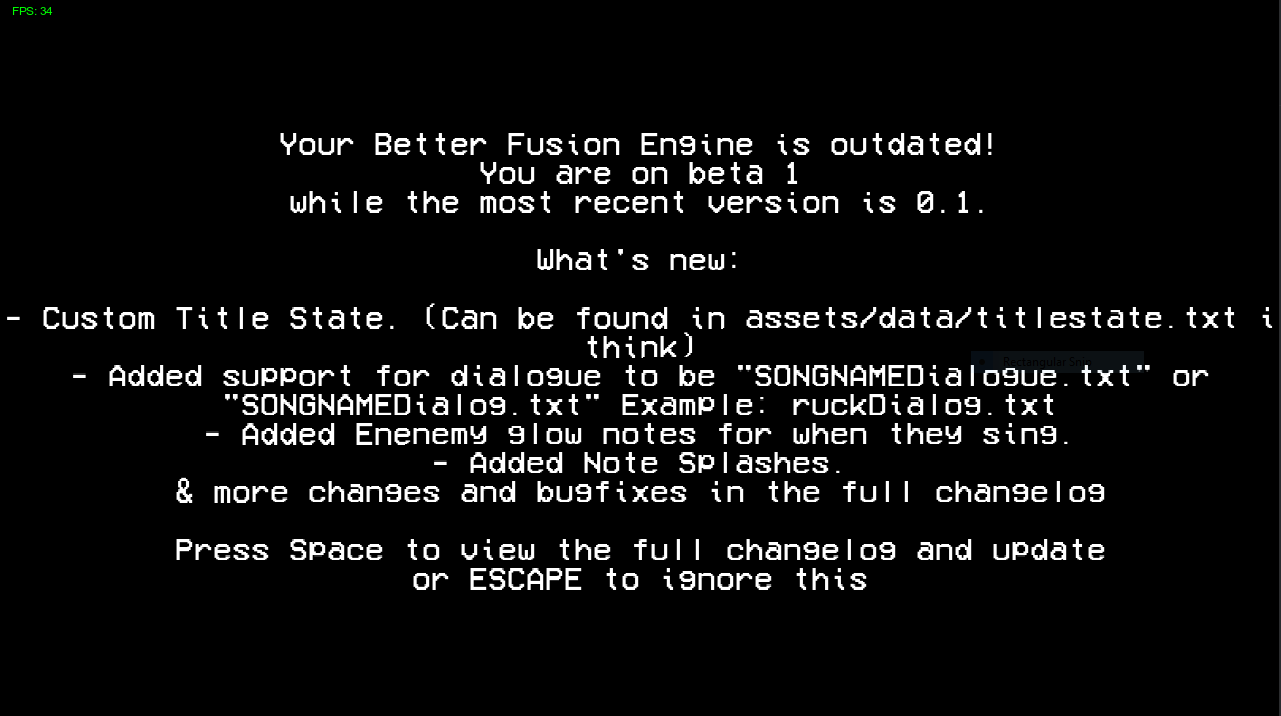 FPS: 34
Your Better Fusion Engine is outdated!
You are on beta 1
while the most recent version is 0.1.
What's new:
- Custom Title State. (Can be found in assets/data/titlestate.txt i
think)
- Added support for dialogue to be "SONGNAMEDialogue.txt" or
"SONGNAMEDialog.txt" Example: ruckDialog.txt
- Added Enenemy glow notes for when they sing.
- Added Note Splashes.
& more changes and bugfixes in the full changelog
Press Space to view the full changelog and update
or ESCAPE to ignore this
Rectangular Snip